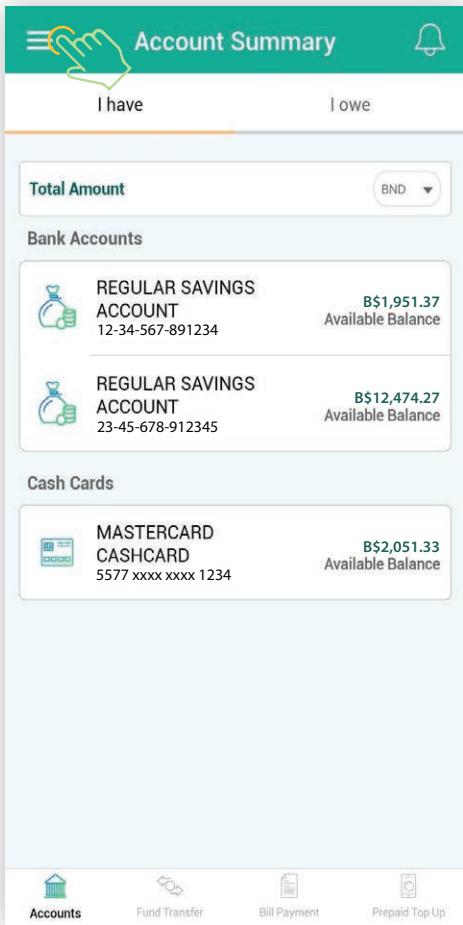 Account Summary
I have
I owe
Total Amount
BND
Bank Accounts
REGULAR SAVINGS
ACCOUNT
12-34-567-891234
B$1,951.37
Available Balance
REGULAR SAVINGS
ACCOUNT
23-45-678-912345
B$12,474.27
Available Balance
Cash Cards
MASTERCARD
CASHCARD
5577 xxxx xxxx 1234
B$2,051.33
Available Balance
Accounts
Fund Transfer
Bill Payment
Prepaid Top Up